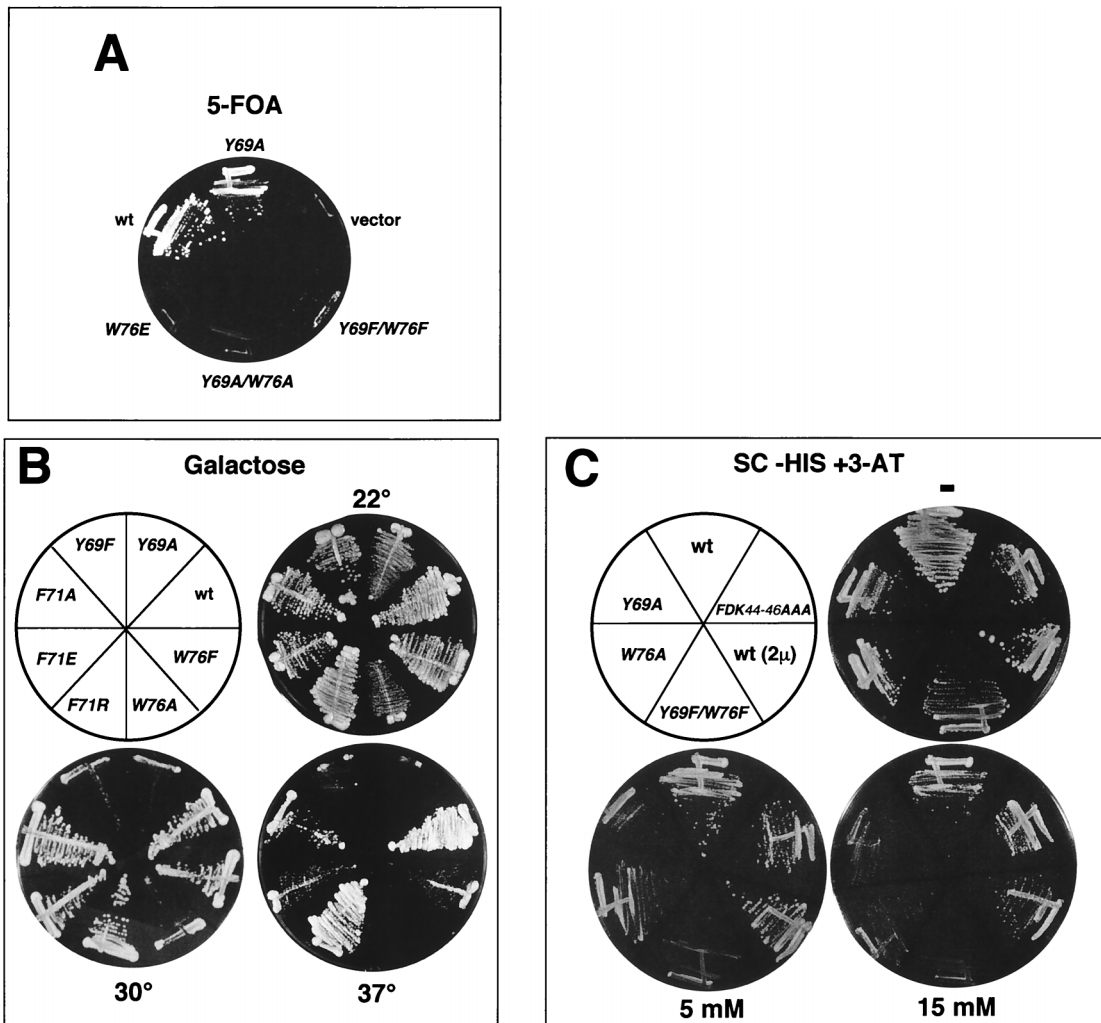 A
5-FOA
Y69A
wt
vector
W76E
Y69F/W76F
Y69A/W76A
B
Galactose
22°
Y69F
Y69A
F71A
wt
F71E
W76F
F71R
W76A
30°
37°
C
SC -HIS +3-AT
-
wt
Y69A
FDK44-46AAA
W76A
wt (2µ)
Y69F/W76F
5 mM
15 mM